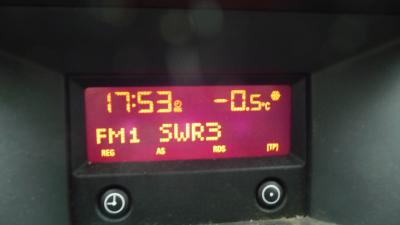 17:53 -0.5°C
FM1 SWR3
REG AS RDS [TP]